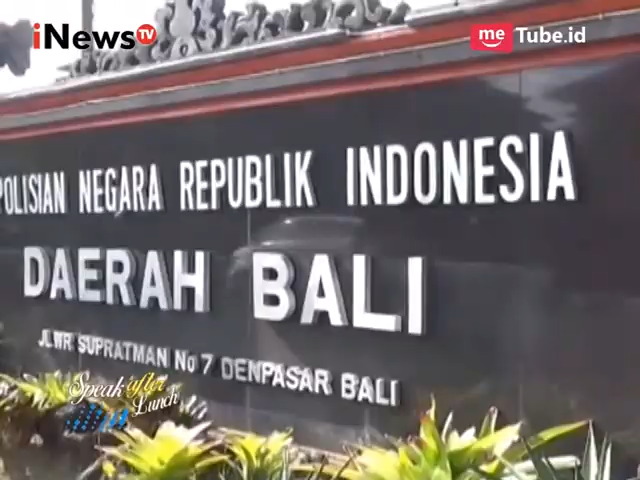 iNews TV
me Tube.id
POLISIAN NEGARA REPUBLIK INDONESIA
DAERAH BALI
JL.WR SUPRATMAN No 7 DENPASAR BALI
Speak after
Lunch